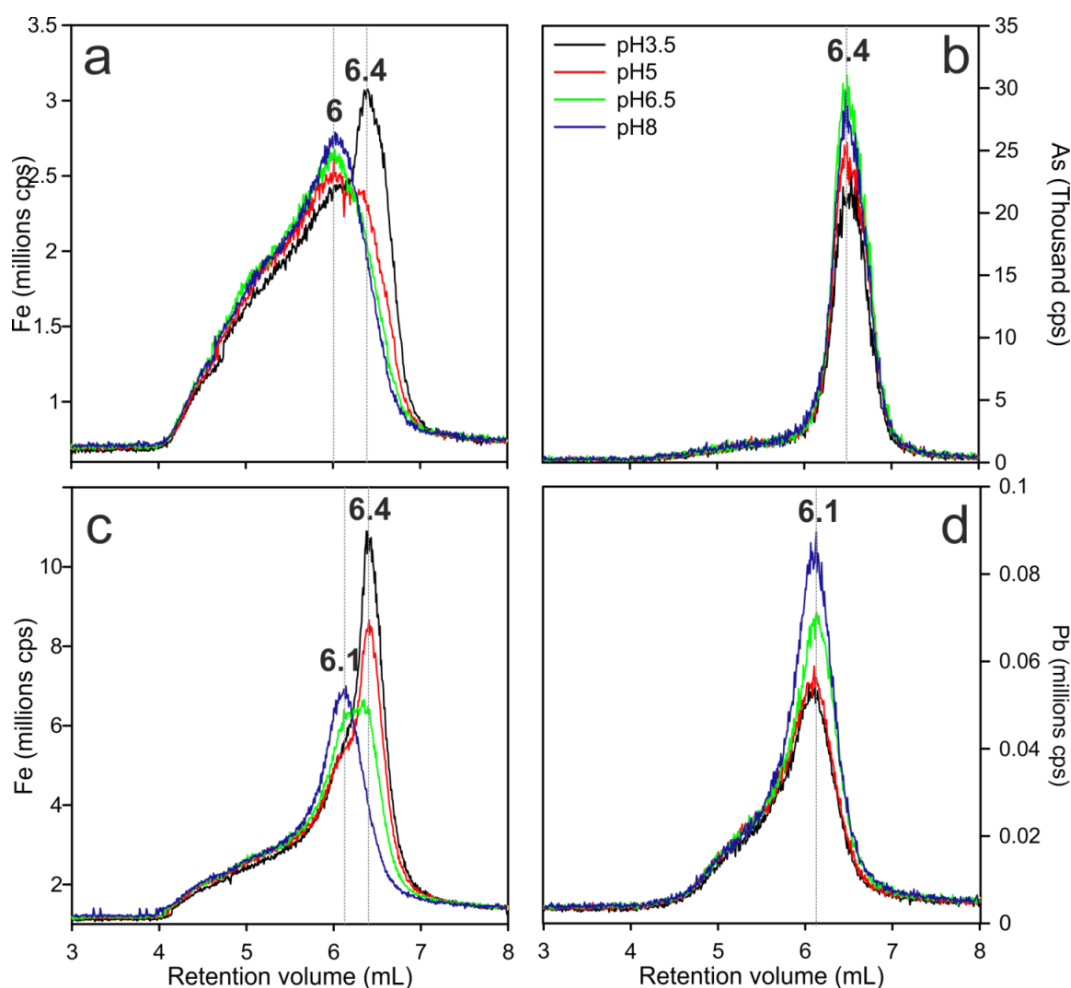 a
3.5
3
2.5
2
1.5
1
Fe (millions cps)
6
6.4
b
6.4
pH3.5
pH5
pH6.5
pH8
35
30
25
20
15
10
5
0
As (Thousand cps)
c
10
8
6
4
2
Fe (millions cps)
6.1
6.4
3 4 5 6 7 8
Retention volume (mL)
d
6.1
0.1
0.08
0.06
0.04
0.02
0
Pb (millions cps)
3 4 5 6 7 8
Retention volume (mL)